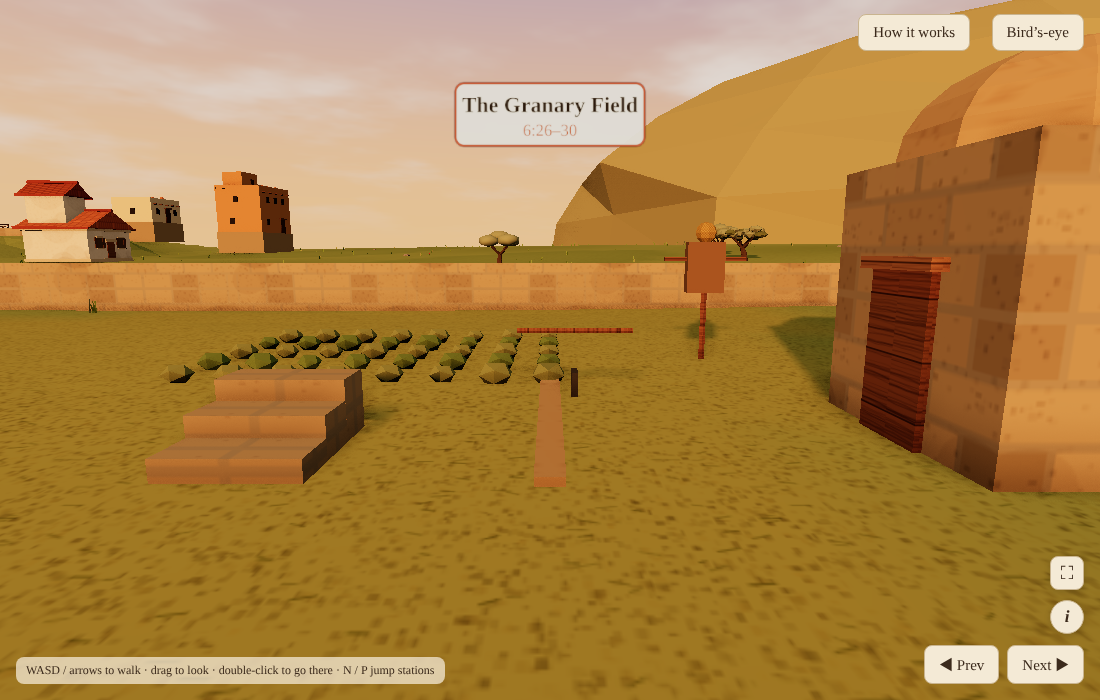 How it works
Bird’s-eye
The Granary Field
6:26–30
i
WASD / arrows to walk · drag to look · double-click to go there · N / P jump stations
◀ Prev
Next ▶